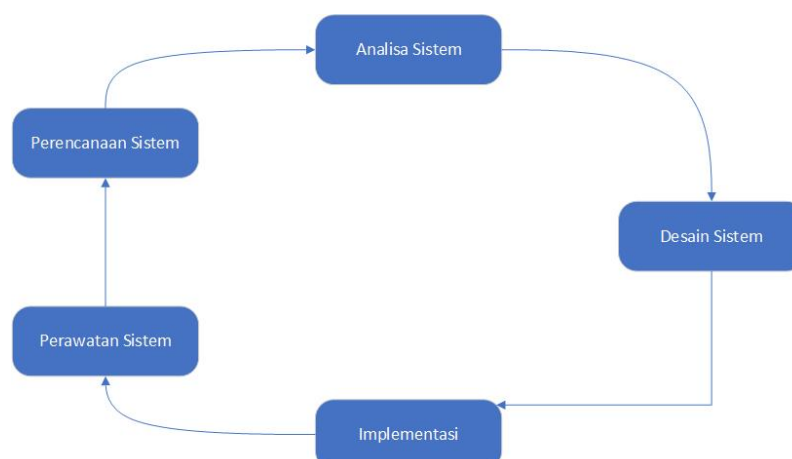 Analisa Sistem
Perencanaan Sistem
Desain Sistem
Perawatan Sistem
Implementasi